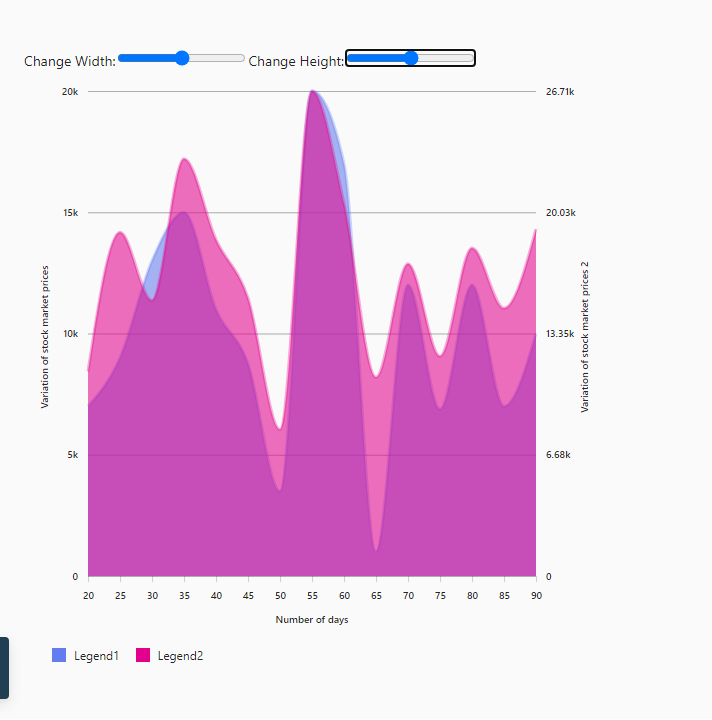 Change Width: Change Height:
20k 26.71k
15k 20.03k
10k 13.35k
5k 6.68k
0 0
Variation of stock market prices
Variation of stock market prices 2
20 25 30 35 40 45 50 55 60 65 70 75 80 85 90
Number of days
Legend1 Legend2